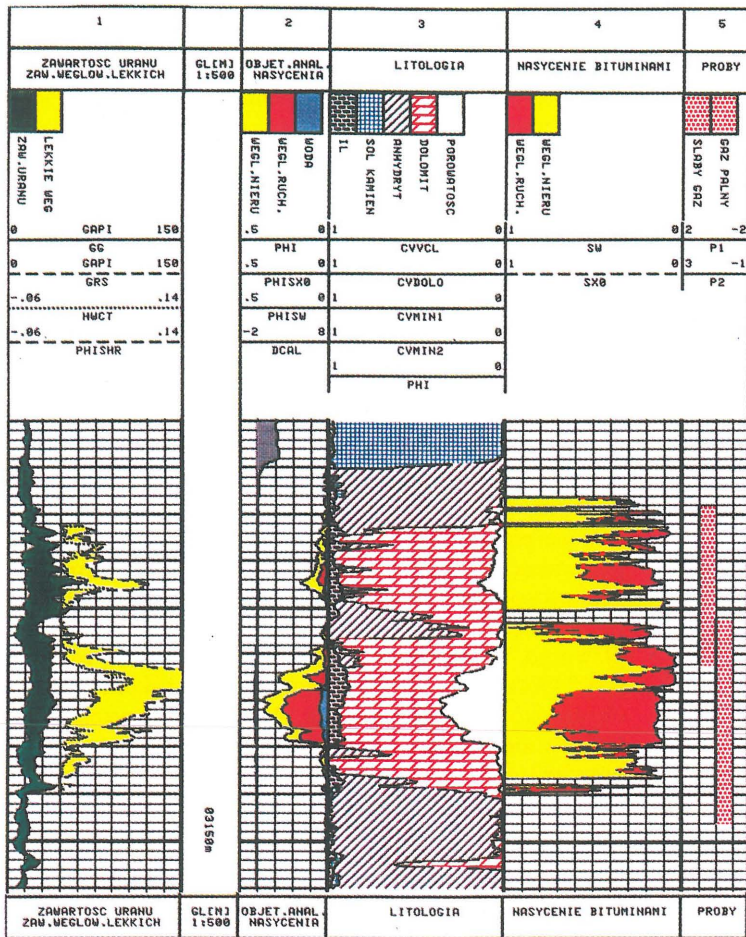 1 2 3 4 5
ZAWARTOSC URANU GL[M] OBJET.ANAL. LITOLOGIA NASYCENIE BITUMINAMI PROBY
ZAW.WEGLOW.LEKKICH 1:500 NASYCENIA
ZAW.URANU
LEKKIE WEG
WEGL.NIERU
WEGL.RUCH.
WODA
IL
SOL KAMIEN
ANHYDRYT
DOLOMIT
POROWATOSC
WEGL.RUCH.
WEGL.NIERU
SLABY GAZ
GAZ PALNY
0 GAPI 150 .5 0 1 0 1 0 2 -2
GG PHI CVVCL SW P1
0 GAPI 150 .5 0 1 0 1 0 3 -1
GRS PHISX0 CVDOLO SX0 P2
-.06 .14 .5 0 1 0
HWCT PHISW CVMIN1
-.06 .14 -2 8 1 0
PHISHR DCAL CVMIN2
1 0
PHI
03150m
ZAWARTOSC URANU GL[M] OBJET.ANAL. LITOLOGIA NASYCENIE BITUMINAMI PROBY
ZAW.WEGLOW.LEKKICH 1:500 NASYCENIA